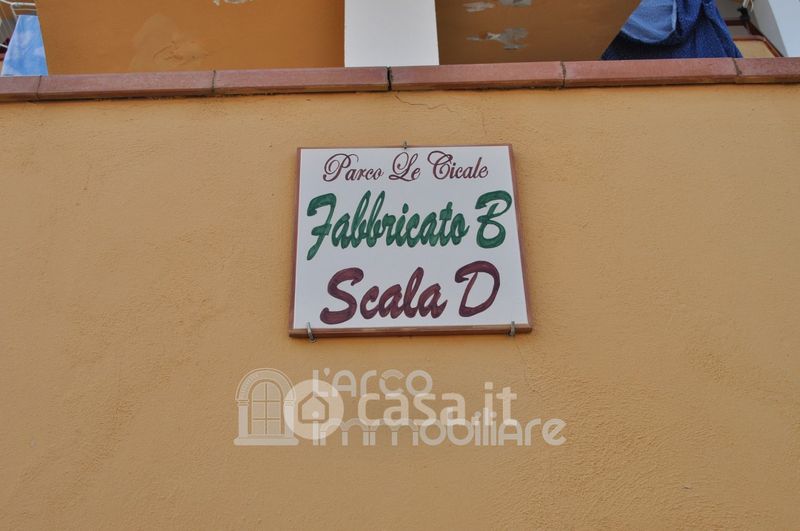 Parco Le Cicale
Fabbricato B
Scala D
L'ARCO
casa.it
immobiliare